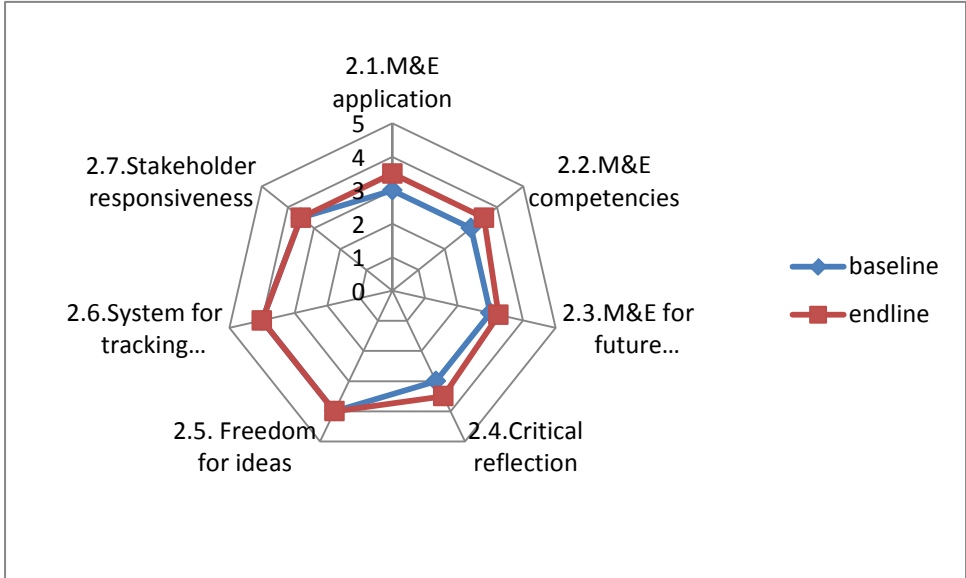 2.1.M&E
application
5
4
3
2
1
0
2.2.M&E
competencies
2.3.M&E for
future...
2.4.Critical
reflection
2.5. Freedom
for ideas
2.6.System for
tracking...
2.7.Stakeholder
responsiveness
baseline
endline